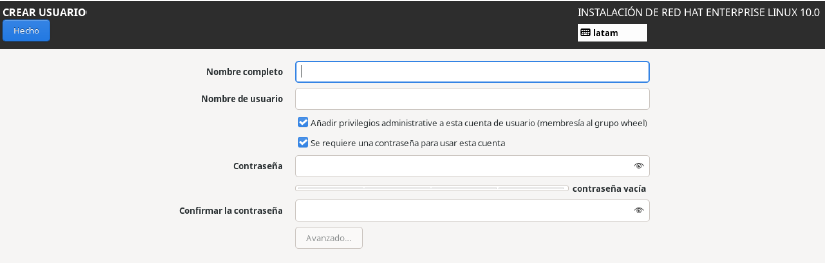 CREAR USUARIO
INSTALACIÓN DE RED HAT ENTERPRISE LINUX 10.0
Hecho
latam
Nombre completo
Nombre de usuario
Añadir privilegios administrative a esta cuenta de usuario (membresía al grupo wheel)
Se requiere una contraseña para usar esta cuenta
Contraseña
contraseña vacía
Confirmar la contraseña
Avanzado...